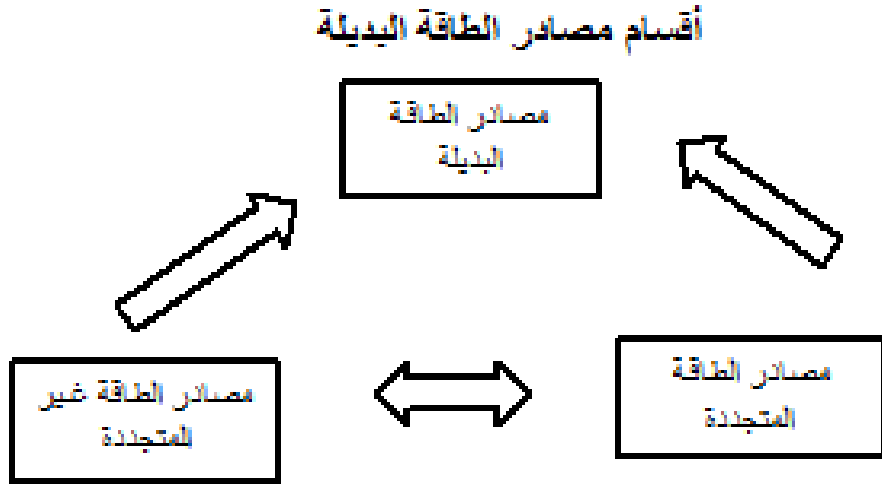 أقسام مصادر الطاقة البديلة
مصادر الطاقة
البديلة
مصادر الطاقة
المتجددة
مصادر الطاقة غير
المتجددة